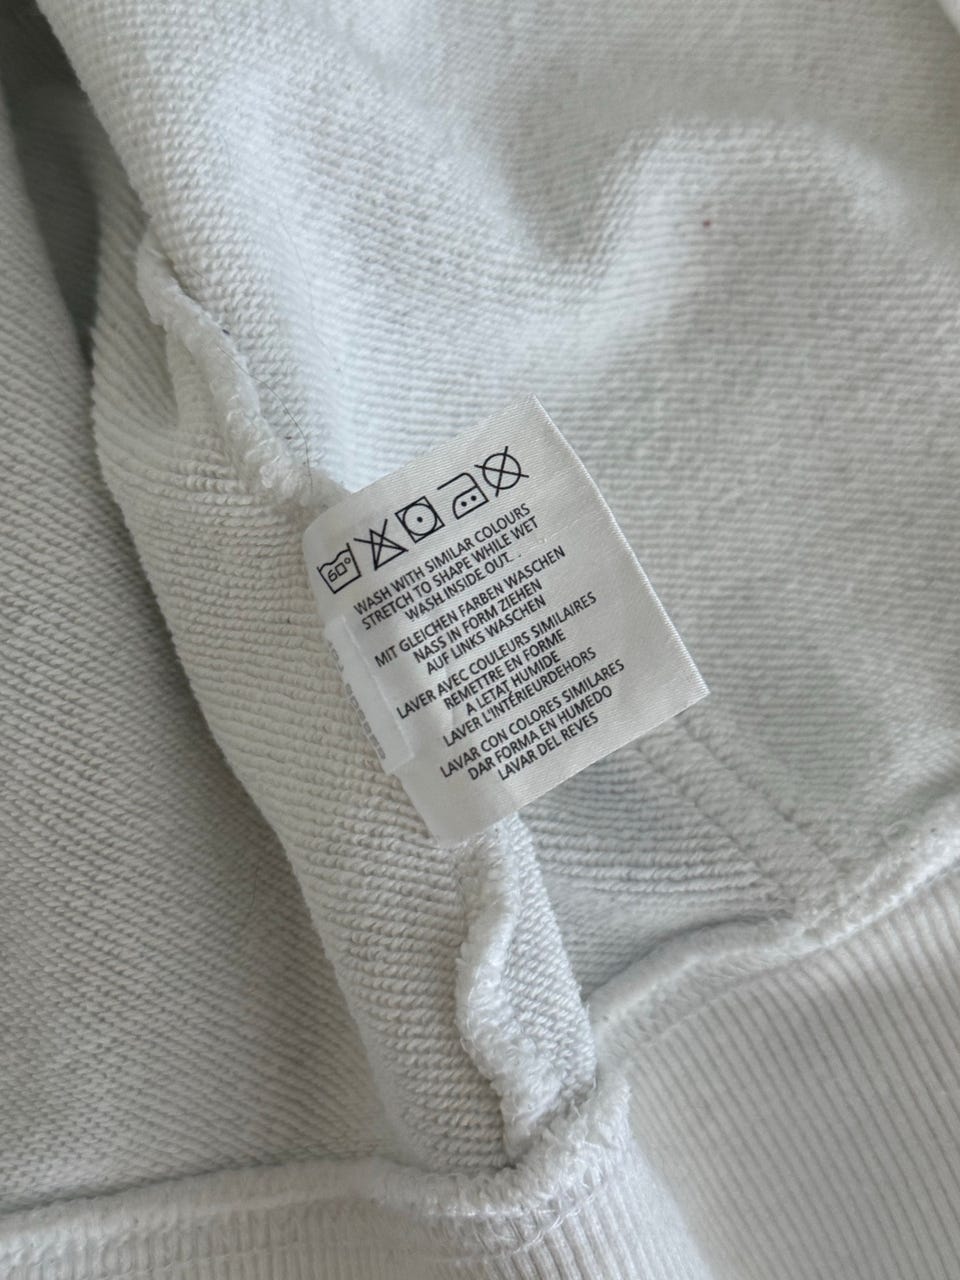 60°
WASH WITH SIMILAR COLOURS
STRETCH TO SHAPE WHILE WET
WASH INSIDE OUT
MIT GLEICHEN FARBEN WASCHEN
NASS IN FORM ZIEHEN
AUF LINKS WASCHEN
LAVER AVEC COULEURS SIMILAIRES
REMETTRE EN FORME
A LETAT HUMIDE
LAVER L'INTÉRIEURDEHORS
LAVAR CON COLORES SIMILARES
DAR FORMA EN HUMEDO
LAVAR DEL REVES